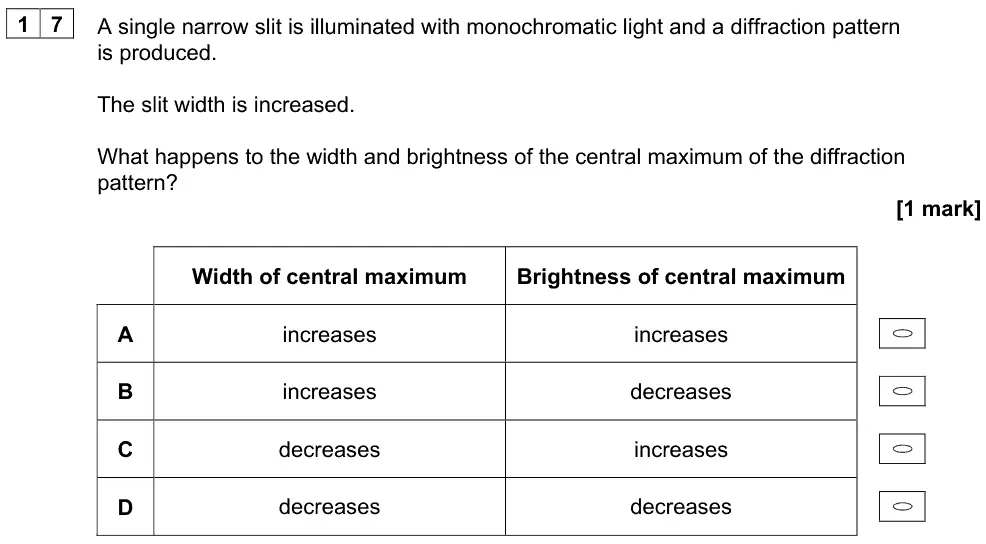 1 7 A single narrow slit is illuminated with monochromatic light and a diffraction pattern
is produced.
The slit width is increased.
What happens to the width and brightness of the central maximum of the diffraction
pattern?
[1 mark]
Width of central maximum Brightness of central maximum
A increases increases
B increases decreases
C decreases increases
D decreases decreases